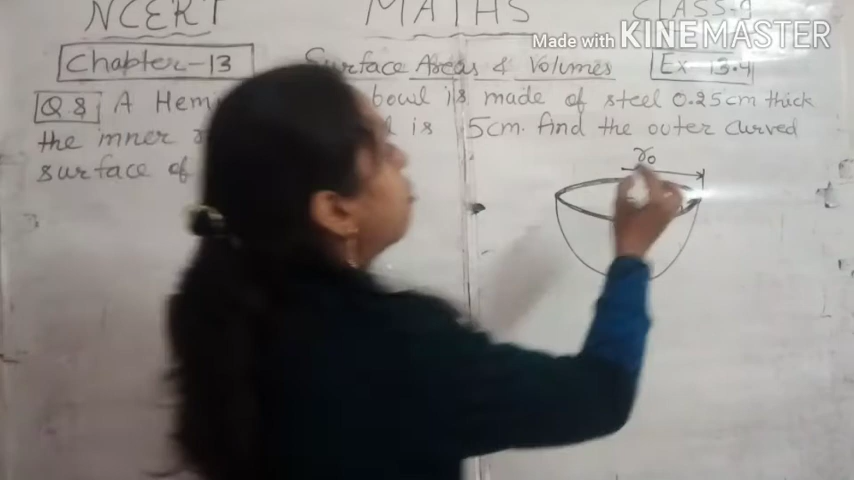 NCERT MATHS CLASS-9
Made with KINEMASTER
Chapter-13 Surface Areas & Volumes Ex 13.4
Q.8 A Hem bowl is made of steel 0.25cm thick
the inner is 5cm. find the outer curved
surface of
r₀